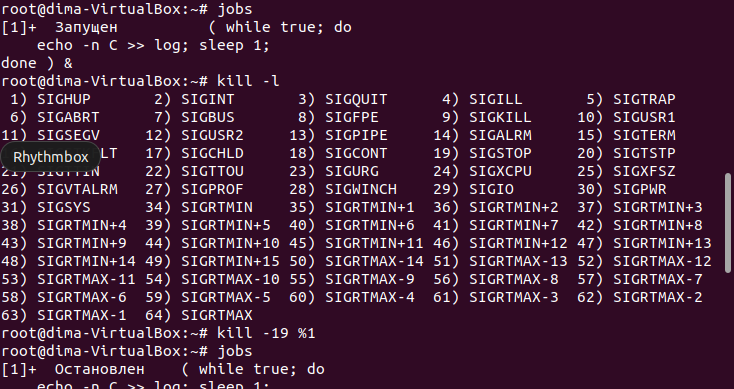 root@dima-VirtualBox:~# jobs
[1]+  Запущен          ( while true; do
    echo -n C >> log; sleep 1;
done ) &
root@dima-VirtualBox:~# kill -l
 1) SIGHUP       2) SIGINT       3) SIGQUIT      4) SIGILL       5) SIGTRAP
 6) SIGABRT      7) SIGBUS       8) SIGFPE       9) SIGKILL     10) SIGUSR1
11) SIGSEGV     12) SIGUSR2     13) SIGPIPE     14) SIGALRM     15) SIGTERM
Rhythmbox
LT   17) SIGCHLD     18) SIGCONT     19) SIGSTOP     20) SIGTSTP
22) SIGTTOU     23) SIGURG      24) SIGXCPU     25) SIGXFSZ
26) SIGVTALRM   27) SIGPROF     28) SIGWINCH    29) SIGIO       30) SIGPWR
31) SIGSYS      34) SIGRTMIN    35) SIGRTMIN+1  36) SIGRTMIN+2  37) SIGRTMIN+3
38) SIGRTMIN+4  39) SIGRTMIN+5  40) SIGRTMIN+6  41) SIGRTMIN+7  42) SIGRTMIN+8
43) SIGRTMIN+9  44) SIGRTMIN+10 45) SIGRTMIN+11 46) SIGRTMIN+12 47) SIGRTMIN+13
48) SIGRTMIN+14 49) SIGRTMIN+15 50) SIGRTMAX-14 51) SIGRTMAX-13 52) SIGRTMAX-12
53) SIGRTMAX-11 54) SIGRTMAX-10 55) SIGRTMAX-9  56) SIGRTMAX-8  57) SIGRTMAX-7
58) SIGRTMAX-6  59) SIGRTMAX-5  60) SIGRTMAX-4  61) SIGRTMAX-3  62) SIGRTMAX-2
63) SIGRTMAX-1  64) SIGRTMAX
root@dima-VirtualBox:~# kill -19 %1
root@dima-VirtualBox:~# jobs
[1]+  Остановлен    ( while true; do
    echo -n C >> log; sleep 1;